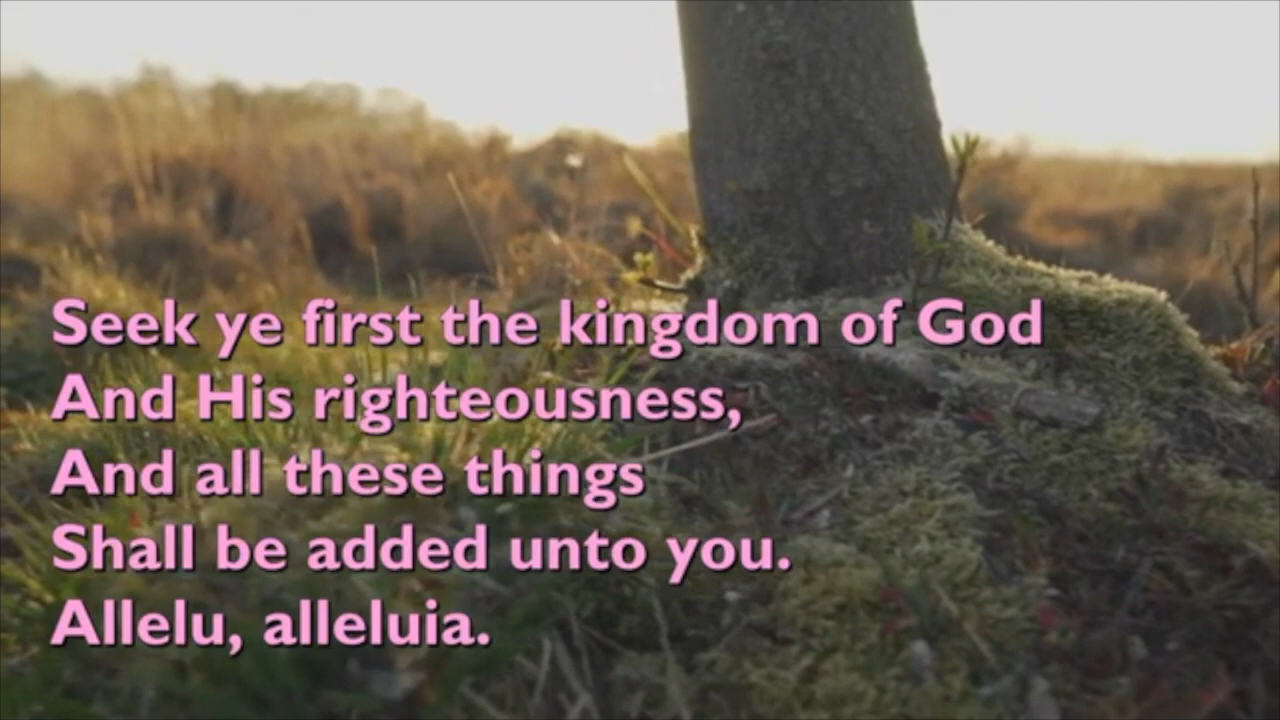 Seek ye first the kingdom of God
And His righteousness,
And all these things
Shall be added unto you.
Allelu, alleluia.